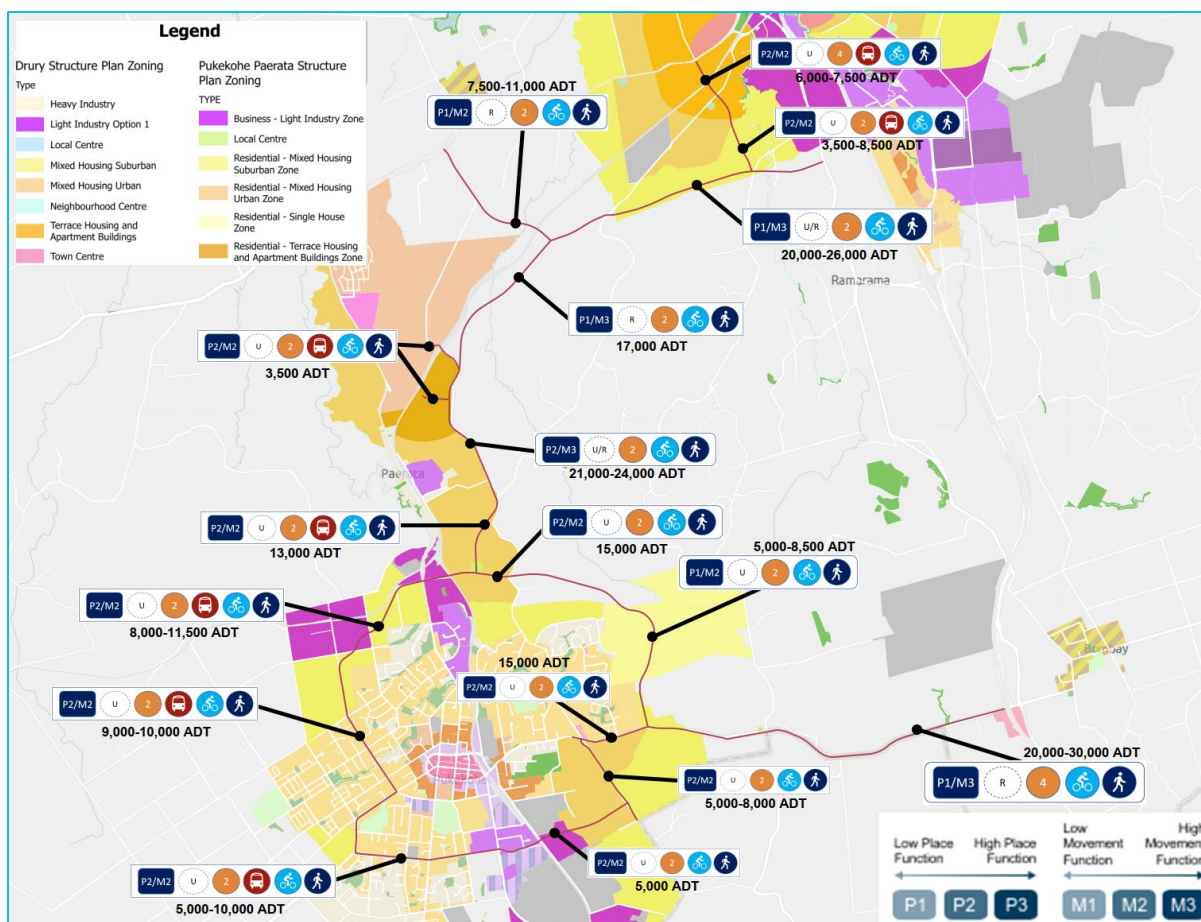 Legend
Drury Structure Plan Zoning
Type
Heavy Industry
Light Industry Option 1
Local Centre
Mixed Housing Suburban
Mixed Housing Urban
Neighbourhood Centre
Terrace Housing and
Apartment Buildings
Town Centre
Pukekohe Paerata Structure
Plan Zoning
TYPE
Business - Light Industry Zone
Local Centre
Residential - Mixed Housing
Suburban Zone
Residential - Mixed Housing
Urban Zone
Residential - Single House
Zone
Residential - Terrace Housing
and Apartment Buildings Zone
P2/M2 U 4
6,000-7,500 ADT
7,500-11,000 ADT
P1/M2 R 2
P2/M2 U 2
3,500-8,500 ADT
P1/M3 U/R 2
20,000-26,000 ADT
Ramarama
P1/M3 R 2
17,000 ADT
P2/M2 U 2
3,500 ADT
P2/M3 U/R 2
21,000-24,000 ADT
Paerata
P2/M2 U 2
13,000 ADT
P2/M2 U 2
15,000 ADT
5,000-8,500 ADT
P1/M2 U 2
P2/M2 U 2
8,000-11,500 ADT
Bombay
15,000 ADT
P2/M2 U 2
P2/M2 U 2
9,000-10,000 ADT
20,000-30,000 ADT
P1/M3 R 4
Pukekohe
P2/M2 U 2
5,000-8,000 ADT
P2/M2 U 2
5,000 ADT
P2/M2 U 2
5,000-10,000 ADT
Low Place
Function
High Place
Function
Low
Movement
Function
High
Movemen
Function
P1 P2 P3
M1 M2 M3